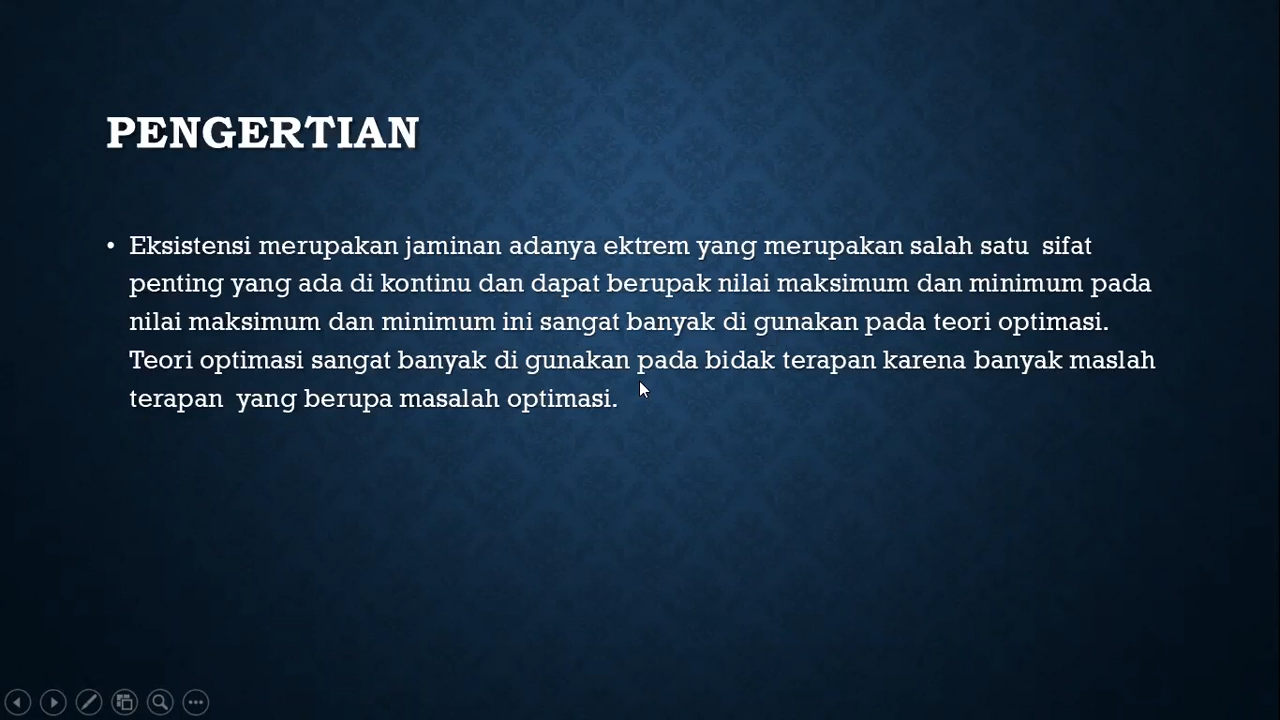 PENGERTIAN
• Eksistensi merupakan jaminan adanya ektrem yang merupakan salah satu  sifat
penting yang ada di kontinu dan dapat berupak nilai maksimum dan minimum pada
nilai maksimum dan minimum ini sangat banyak di gunakan pada teori optimasi.
Teori optimasi sangat banyak di gunakan pada bidak terapan karena banyak maslah
terapan  yang berupa masalah optimasi.